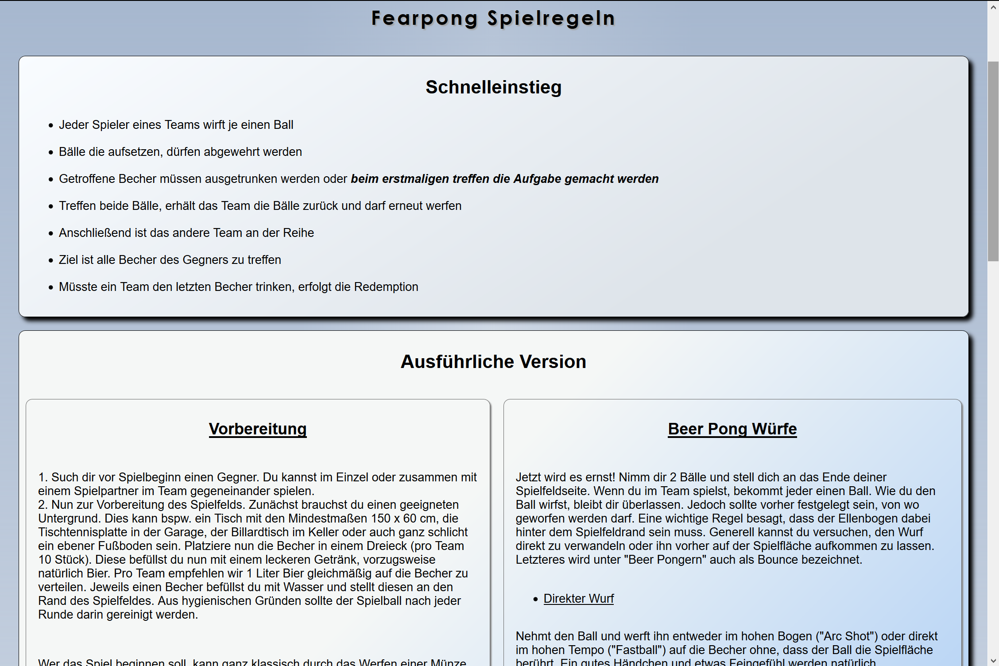 Fearpong Spielregeln
Schnelleinstieg
• Jeder Spieler eines Teams wirft je einen Ball
• Bälle die aufsetzen, dürfen abgewehrt werden
• Getroffene Becher müssen ausgetrunken werden oder beim erstmaligen treffen die Aufgabe gemacht werden
• Treffen beide Bälle, erhält das Team die Bälle zurück und darf erneut werfen
• Anschließend ist das andere Team an der Reihe
• Ziel ist alle Becher des Gegners zu treffen
• Müsste ein Team den letzten Becher trinken, erfolgt die Redemption
Ausführliche Version
Vorbereitung
1. Such dir vor Spielbeginn einen Gegner. Du kannst im Einzel oder zusammen mit
einem Spielpartner im Team gegeneinander spielen.
2. Nun zur Vorbereitung des Spielfelds. Zunächst brauchst du einen geeigneten
Untergrund. Dies kann bspw. ein Tisch mit den Mindestmaßen 150 x 60 cm, die
Tischtennisplatte in der Garage, der Billardtisch im Keller oder auch ganz schlicht
ein ebener Fußboden sein. Platziere nun die Becher in einem Dreieck (pro Team
10 Stück). Diese befüllst du nun mit einem leckeren Getränk, vorzugsweise
natürlich Bier. Pro Team empfehlen wir 1 Liter Bier gleichmäßig auf die Becher zu
verteilen. Jeweils einen Becher befüllst du mit Wasser und stellt diesen an den
Rand des Spielfeldes. Aus hygienischen Gründen sollte der Spielball nach jeder
Runde darin gereinigt werden.
Wer das Spiel beginnen soll, kann ganz klassisch durch das Werfen einer Münze
Beer Pong Würfe
Jetzt wird es ernst! Nimm dir 2 Bälle und stell dich an das Ende deiner
Spielfeldseite. Wenn du im Team spielst, bekommt jeder einen Ball. Wie du den
Ball wirfst, bleibt dir überlassen. Jedoch sollte vorher festgelegt sein, von wo
geworfen werden darf. Eine wichtige Regel besagt, dass der Ellenbogen dabei
hinter dem Spielfeldrand sein muss. Generell kannst du versuchen, den Wurf
direkt zu verwandeln oder ihn vorher auf der Spielfläche aufkommen zu lassen.
Letzteres wird unter "Beer Pongern" auch als Bounce bezeichnet.
• Direkter Wurf
Nehmt den Ball und werft ihn entweder im hohen Bogen ("Arc Shot") oder direkt
im hohen Tempo ("Fastball") auf die Becher ohne, dass der Ball die Spielfläche
berührt. Ein gutes Händchen und etwas Feingefühl werden natürlich